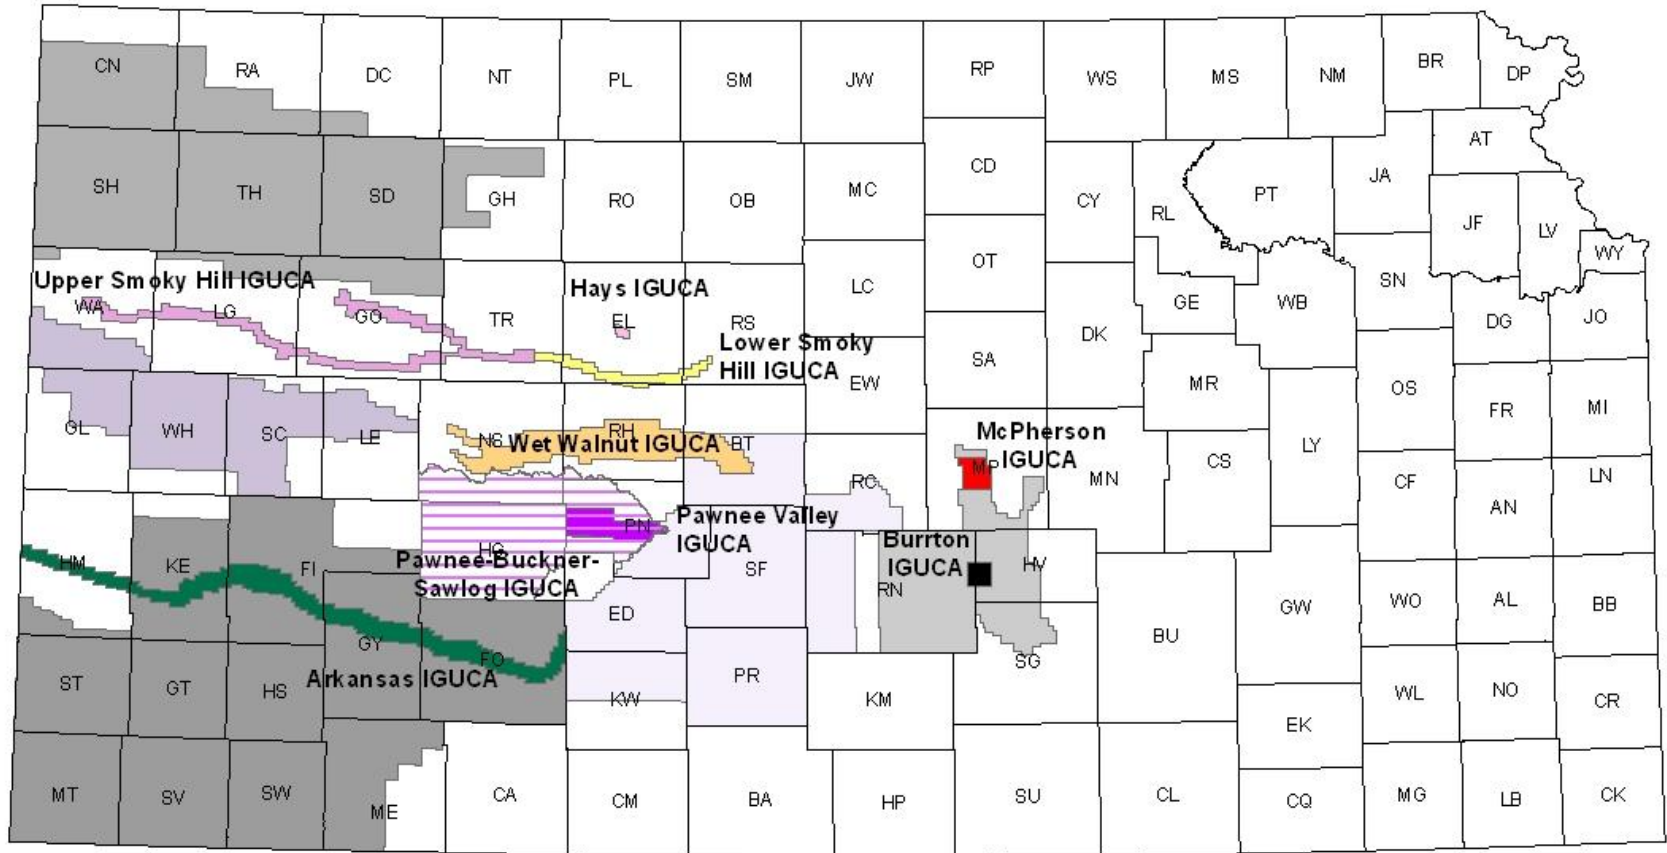 CN
RA
DC
NT
PL
SM
JW
RP
WS
MS
NM
BR
DP
AT
SH
TH
SD
GH
RO
OB
MC
CD
CY
RL
PT
JA
JF
LV
WY
Upper Smoky Hill IGUCA
WA
LG
GO
TR
Hays IGUCA
EL
RS
LC
OT
GE
WB
SN
DG
JO
Lower Smoky
Hill IGUCA
EW
SA
DK
MR
OS
FR
MI
GL
WH
SC
LE
NS
RH
Wet Walnut IGUCA
BT
RC
McPherson
IGUCA
MP
MN
CS
LY
CF
AN
LN
HM
KE
FI
HG
PN
Pawnee Valley
IGUCA
Pawnee-Buckner-
Sawlog IGUCA
SF
Burrton
IGUCA
RN
HV
ED
GY
FO
Arkansas IGUCA
BU
GW
WO
AL
BB
ST
GT
HS
KW
PR
KM
SG
EK
WL
NO
CR
MT
SV
SW
ME
CA
CM
BA
HP
SU
CL
CQ
MG
LB
CK